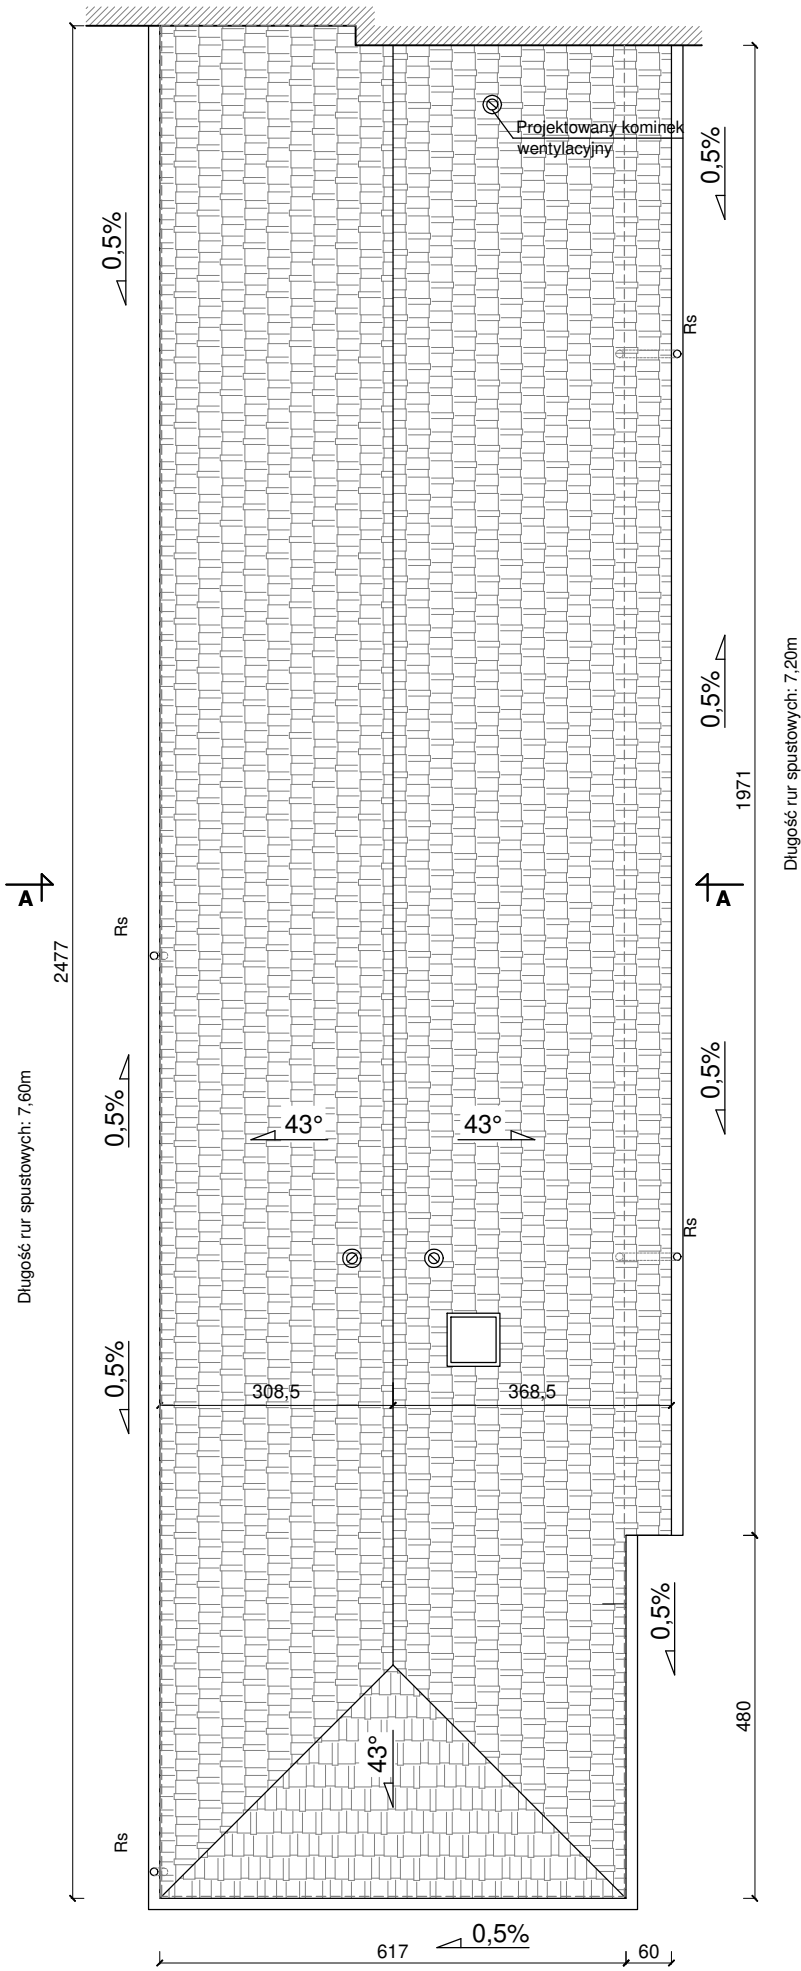 Projektowany kominek
wentylacyjny
0,5%
0,5%
Rs
0,5%
Długość rur spustowych: 7,20m
1971
A
A
Rs
2477
0,5%
0,5%
43°
43°
Długość rur spustowych: 7,60m
Rs
0,5%
308,5
368,5
0,5%
480
43°
Rs
0,5%
617
60